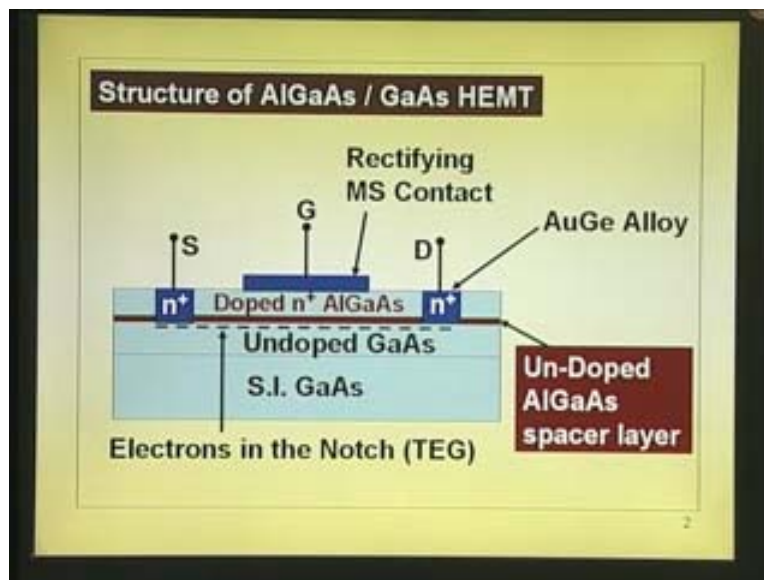 Structure of AlGaAs / GaAs HEMT
Rectifying
MS Contact
G
AuGe Alloy
S
D
n⁺
Doped n⁺ AlGaAs
n⁺
Undoped GaAs
S.I. GaAs
Un-Doped
AlGaAs
spacer layer
Electrons in the Notch (TEG)
2